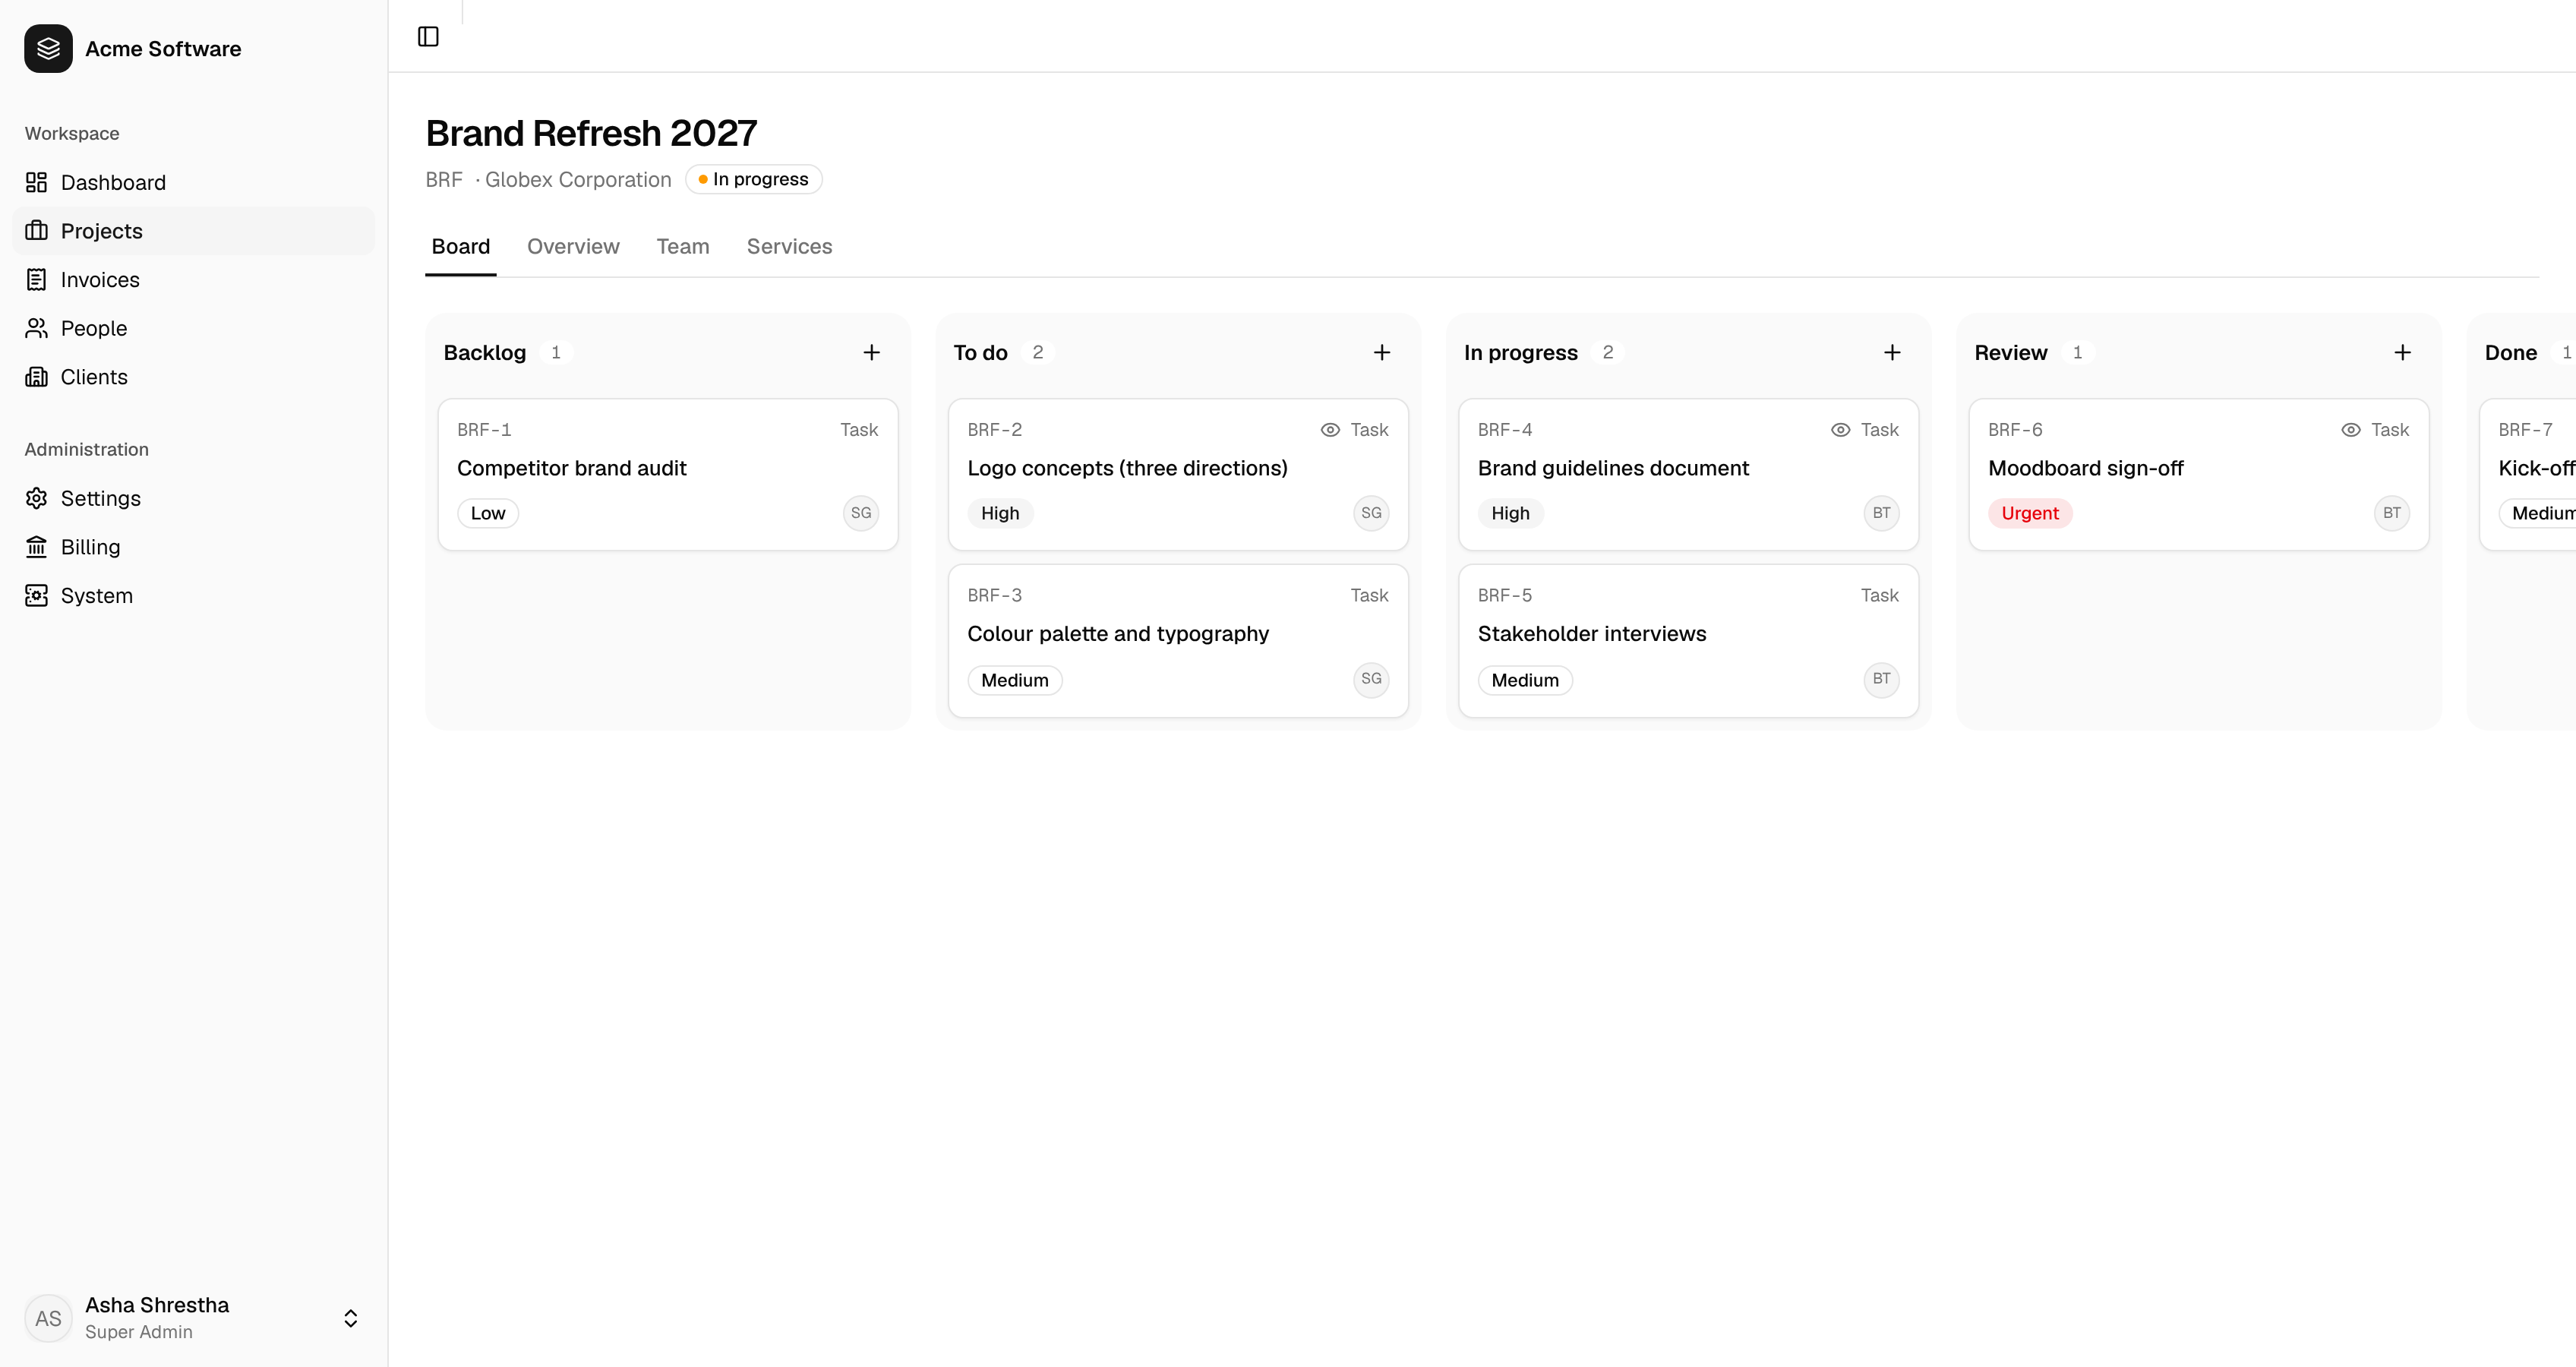 Acme Software
Workspace
Dashboard
Projects
Invoices
People
Clients
Administration
Settings
Billing
System
AS
Asha Shrestha
Super Admin
Brand Refresh 2027
BRF · Globex Corporation In progress
Board Overview Team Services
Backlog 1
BRF-1 Task
Competitor brand audit
Low SG
To do 2
BRF-2 Task
Logo concepts (three directions)
High SG
BRF-3 Task
Colour palette and typography
Medium SG
In progress 2
BRF-4 Task
Brand guidelines document
High BT
BRF-5 Task
Stakeholder interviews
Medium BT
Review 1
BRF-6 Task
Moodboard sign-off
Urgent BT
Done 1
BRF-7
Kick-off
Medium